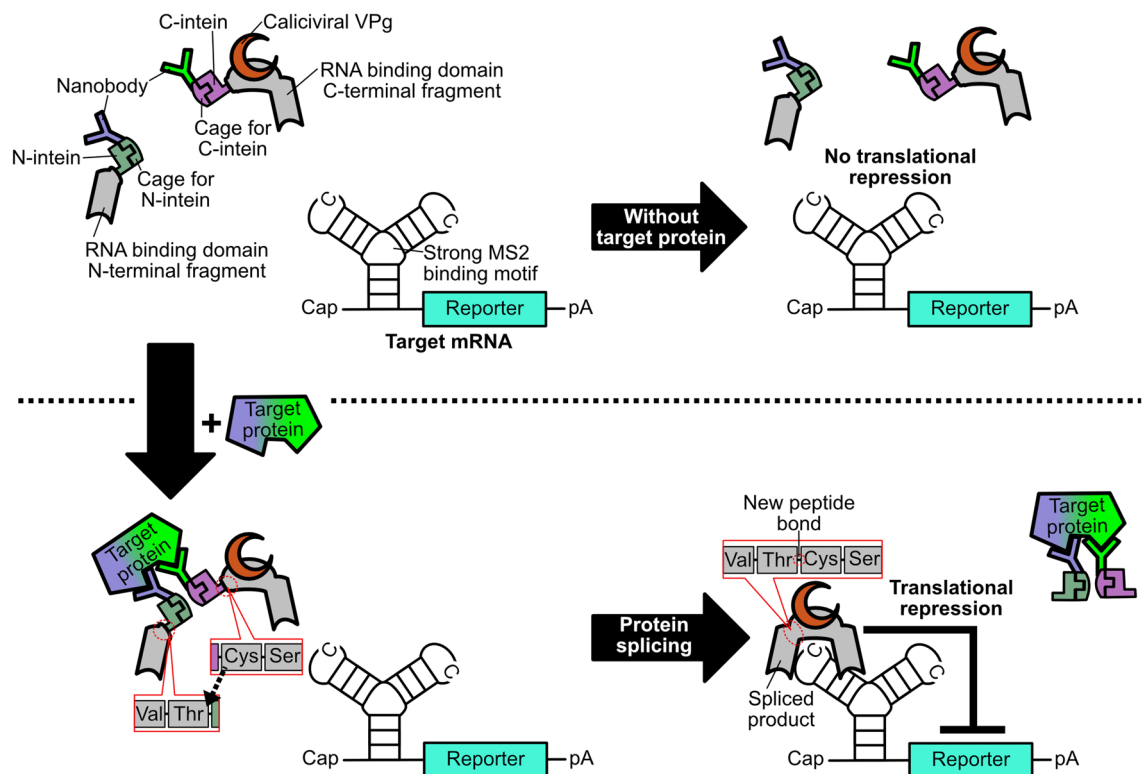 C-intein
Caliciviral VPg
Nanobody
RNA binding domain
C-terminal fragment
Cage for
C-intein
N-intein
Cage for
N-intein
RNA binding domain
N-terminal fragment
C
C
Strong MS2
binding motif
Cap
Reporter
pA
Target mRNA
Without
target protein
No translational
repression
C
C
Cap
Reporter
pA
+
Target
protein
Target
protein
Cys
Ser
Val
Thr
C
C
Cap
Reporter
pA
Protein
splicing
New peptide
bond
Val
Thr
Cys
Ser
Translational
repression
Spliced
product
C
C
Cap
Reporter
pA
Target
protein